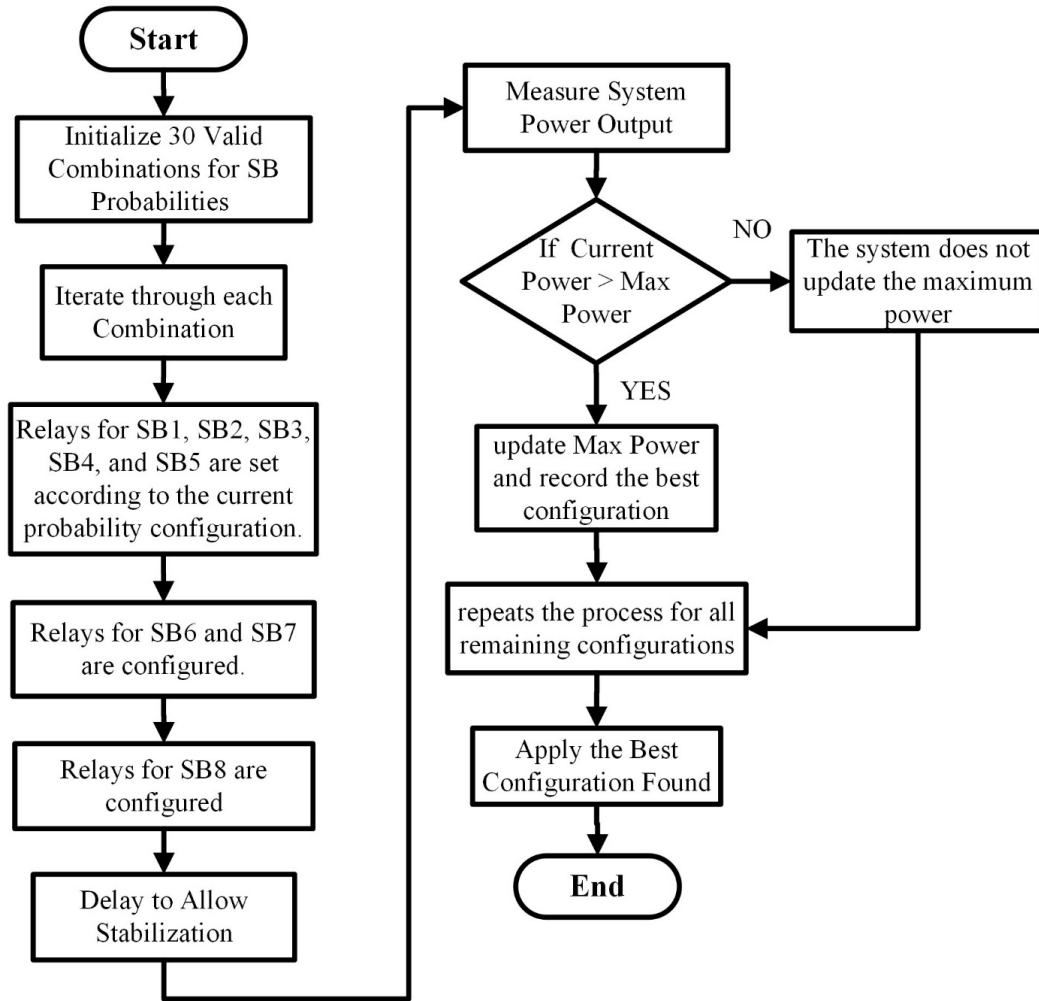 Start
Initialize 30 Valid
Combinations for SB
Probabilities
Iterate through each
Combination
Relays for SB1, SB2, SB3,
SB4, and SB5 are set
according to the current
probability configuration.
Relays for SB6 and SB7
are configured.
Relays for SB8 are
configured
Delay to Allow
Stabilization
Measure System
Power Output
If Current
Power > Max
Power
NO
The system does not
update the maximum
power
YES
update Max Power
and record the best
configuration
repeats the process for all
remaining configurations
Apply the Best
Configuration Found
End